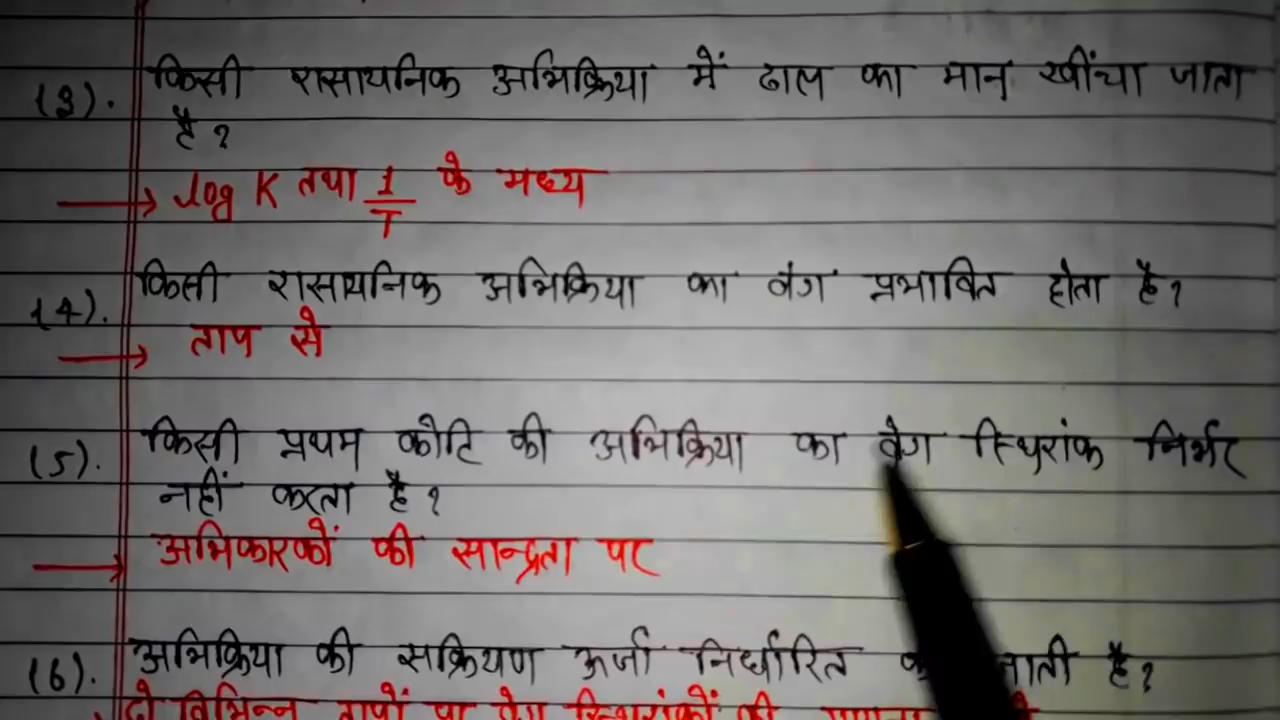 (3). किसी रासायनिक अभिक्रिया में ढाल का मान खींचा जाता
है?
→ log K तथा 1/T के मध्य
(4). किसी रासायनिक अभिक्रिया का वेग प्रभावित होता है?
→ ताप से
(5). किसी प्रथम कोटि की अभिक्रिया का वेग स्थिरांक निर्भर
नहीं करता है?
→ अभिकारकों की सान्द्रता पर
(6). अभिक्रिया की सक्रियण ऊर्जा निर्धारित जाती है?
दो विभिन्न तापों पर वेग स्थिरांकों की